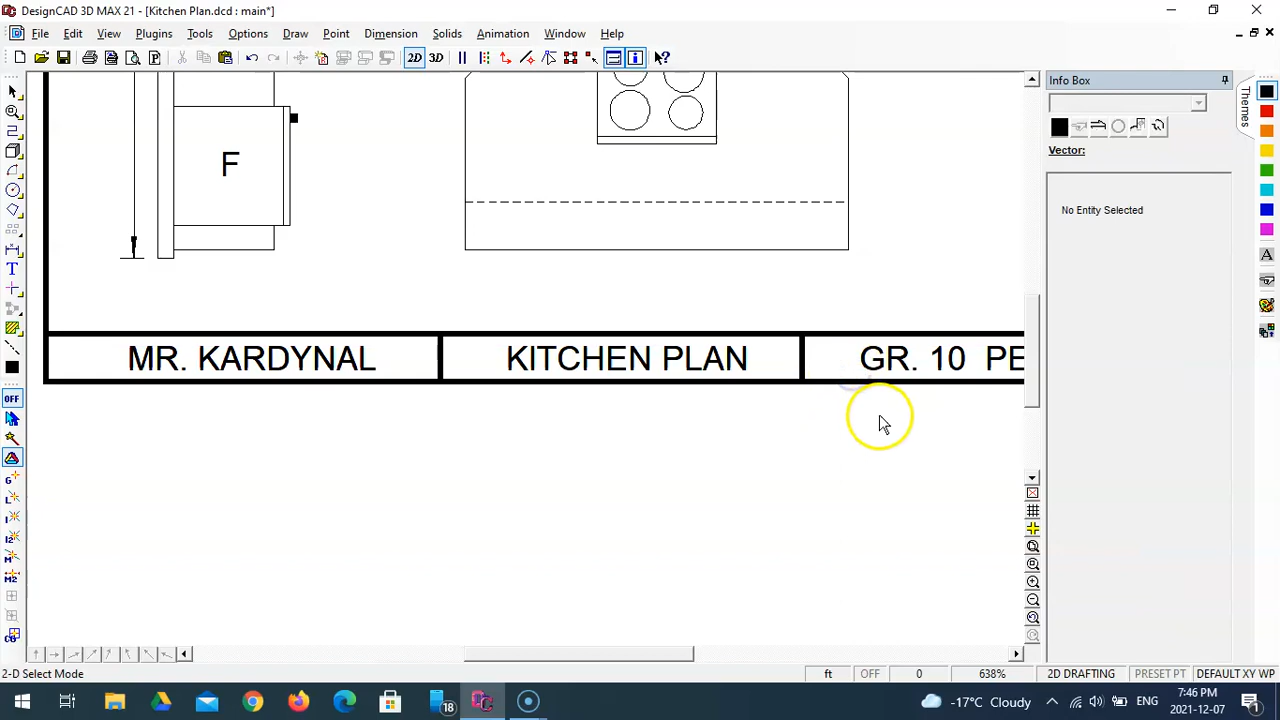 DesignCAD 3D MAX 21 - [Kitchen Plan.dcd : main*]
File Edit View Plugins Tools Options Draw Point Dimension Solids Animation Window Help
2D 3D
Info Box
Themes
Vector:
No Entity Selected
F
MR. KARDYNAL KITCHEN PLAN GR. 10 PE
T
A
OFF
G
L
I
I2
M
M2
2-D Select Mode ft OFF 0 638% 2D DRAFTING PRESET PT DEFAULT XY WP
18 -17°C Cloudy ENG 7:46 PM
2021-12-07